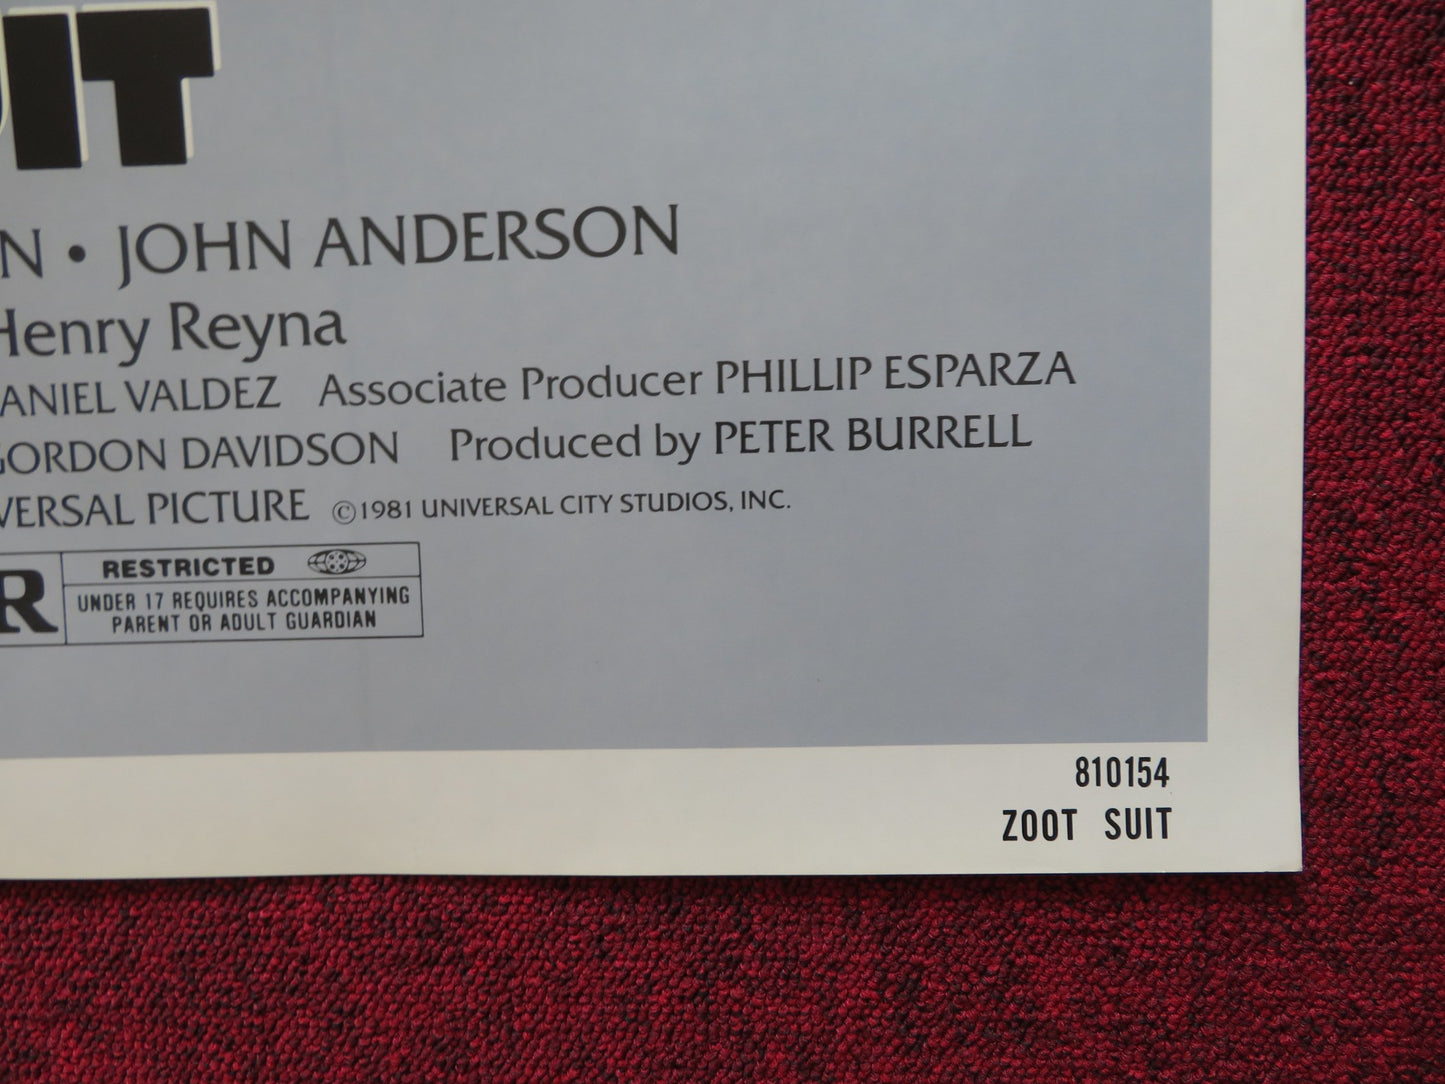 UIT
N • JOHN ANDERSON
Henry Reyna
ANIEL VALDEZ Associate Producer PHILLIP ESPARZA
GORDON DAVIDSON Produced by PETER BURRELL
VERSAL PICTURE ©1981 UNIVERSAL CITY STUDIOS, INC.
R RESTRICTED
UNDER 17 REQUIRES ACCOMPANYING
PARENT OR ADULT GUARDIAN
810154
ZOOT SUIT